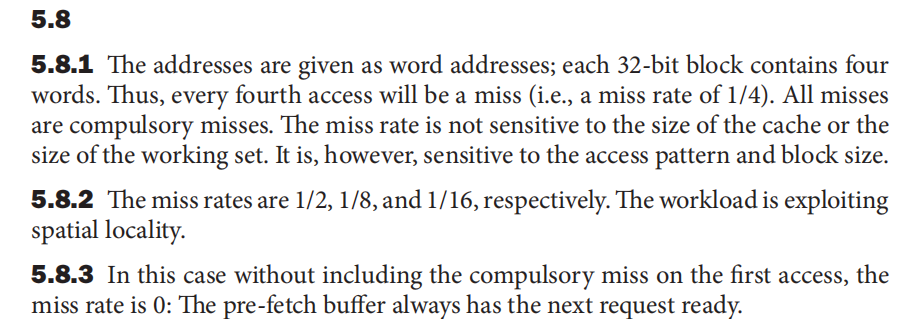 5.8
5.8.1 The addresses are given as word addresses; each 32-bit block contains four
words. Thus, every fourth access will be a miss (i.e., a miss rate of 1/4). All misses
are compulsory misses. The miss rate is not sensitive to the size of the cache or the
size of the working set. It is, however, sensitive to the access pattern and block size.
5.8.2 The miss rates are 1/2, 1/8, and 1/16, respectively. The workload is exploiting
spatial locality.
5.8.3 In this case without including the compulsory miss on the first access, the
miss rate is 0: The pre-fetch buffer always has the next request ready.